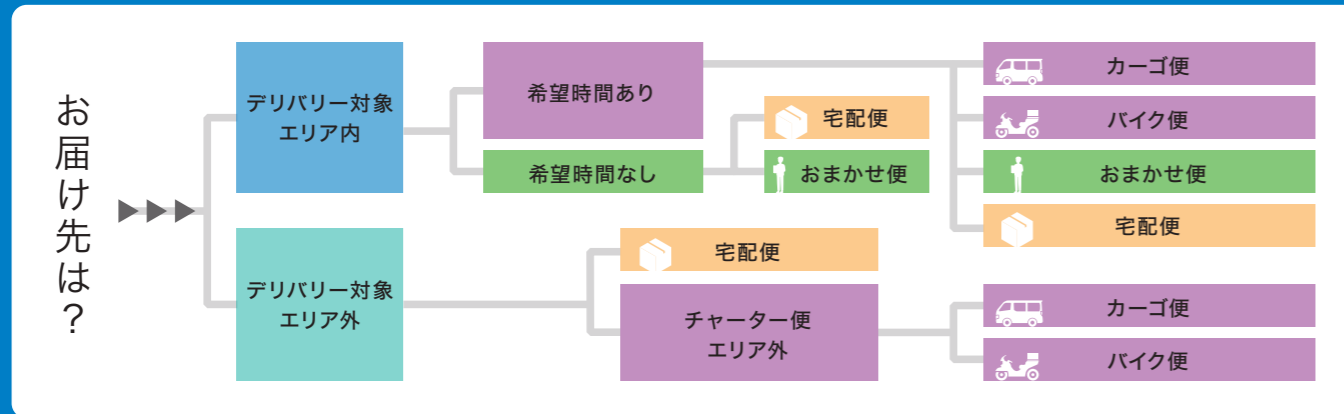 お届け先は？
デリバリー対象
エリア内
希望時間あり
カーゴ便
バイク便
おまかせ便
宅配便
希望時間なし
宅配便
おまかせ便
デリバリー対象
エリア外
宅配便
チャーター便
エリア外
カーゴ便
バイク便